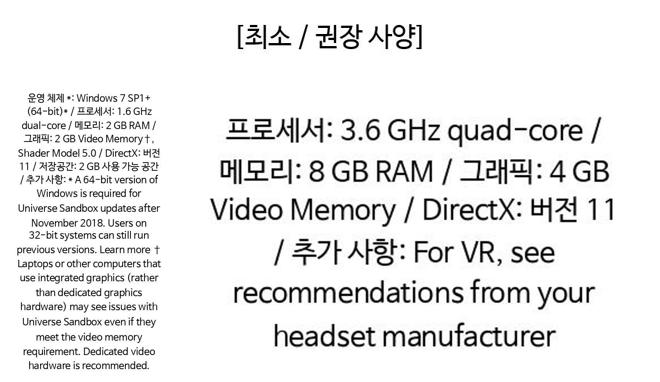 [최소 / 권장 사양]
운영 체제 *: Windows 7 SP1+
(64-bit)* / 프로세서: 1.6 GHz
dual-core / 메모리: 2 GB RAM /
그래픽: 2 GB Video Memory†,
Shader Model 5.0 / DirectX: 버전
11 / 저장공간: 2 GB 사용 가능 공간
/ 추가 사항: * A 64-bit version of
Windows is required for
Universe Sandbox updates after
November 2018. Users on
32-bit systems can still run
previous versions. Learn more †
Laptops or other computers that
use integrated graphics (rather
than dedicated graphics
hardware) may see issues with
Universe Sandbox even if they
meet the video memory
requirement. Dedicated video
hardware is recommended.
프로세서: 3.6 GHz quad-core /
메모리: 8 GB RAM / 그래픽: 4 GB
Video Memory / DirectX: 버전 11
/ 추가 사항: For VR, see
recommendations from your
headset manufacturer